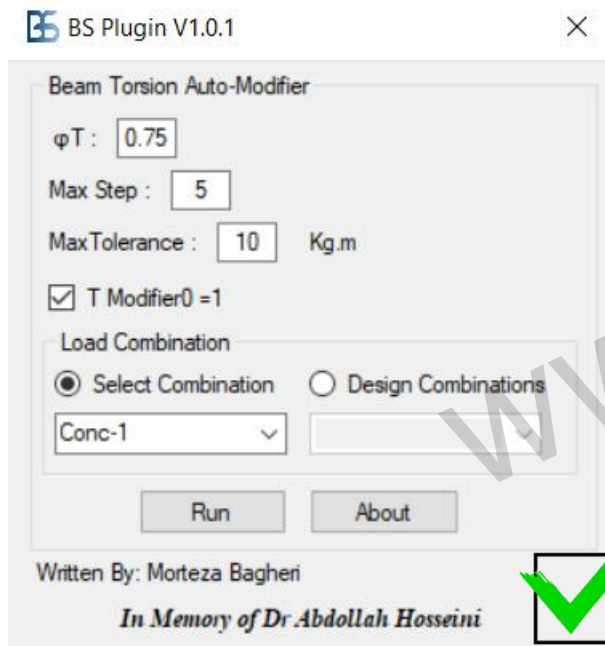 BS BS Plugin V1.0.1
Beam Torsion Auto-Modifier
φT : 0.75
Max Step : 5
MaxTolerance : 10 Kg.m
T Modifier0 =1
Load Combination
Select Combination Design Combinations
Conc-1
Run About
Written By: Morteza Bagheri
In Memory of Dr Abdollah Hosseini